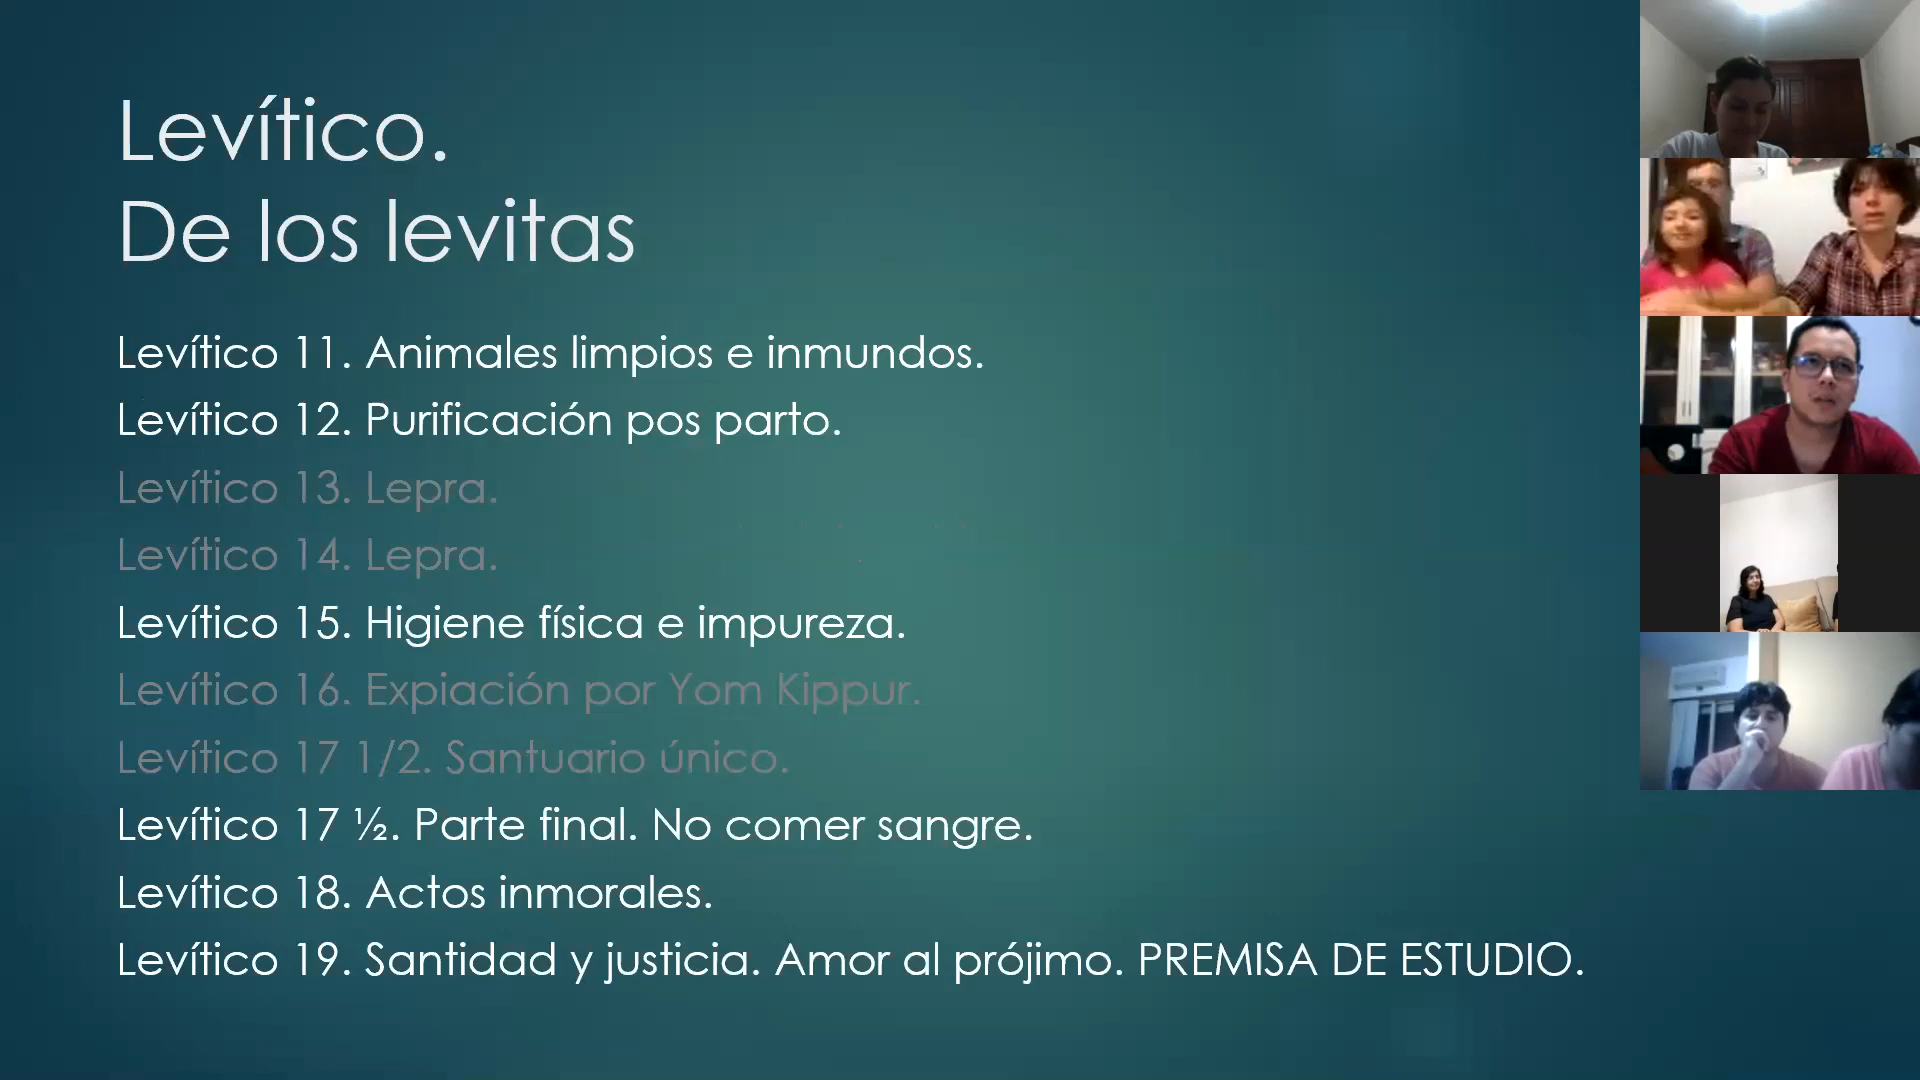 Levítico.
De los levitas
Levítico 11. Animales limpios e inmundos.
Levítico 12. Purificación pos parto.
Levítico 13. Lepra.
Levítico 14. Lepra.
Levítico 15. Higiene física e impureza.
Levítico 16. Expiación por Yom Kippur.
Levítico 17 1/2. Santuario único.
Levítico 17 ½. Parte final. No comer sangre.
Levítico 18. Actos inmorales.
Levítico 19. Santidad y justicia. Amor al prójimo. PREMISA DE ESTUDIO.